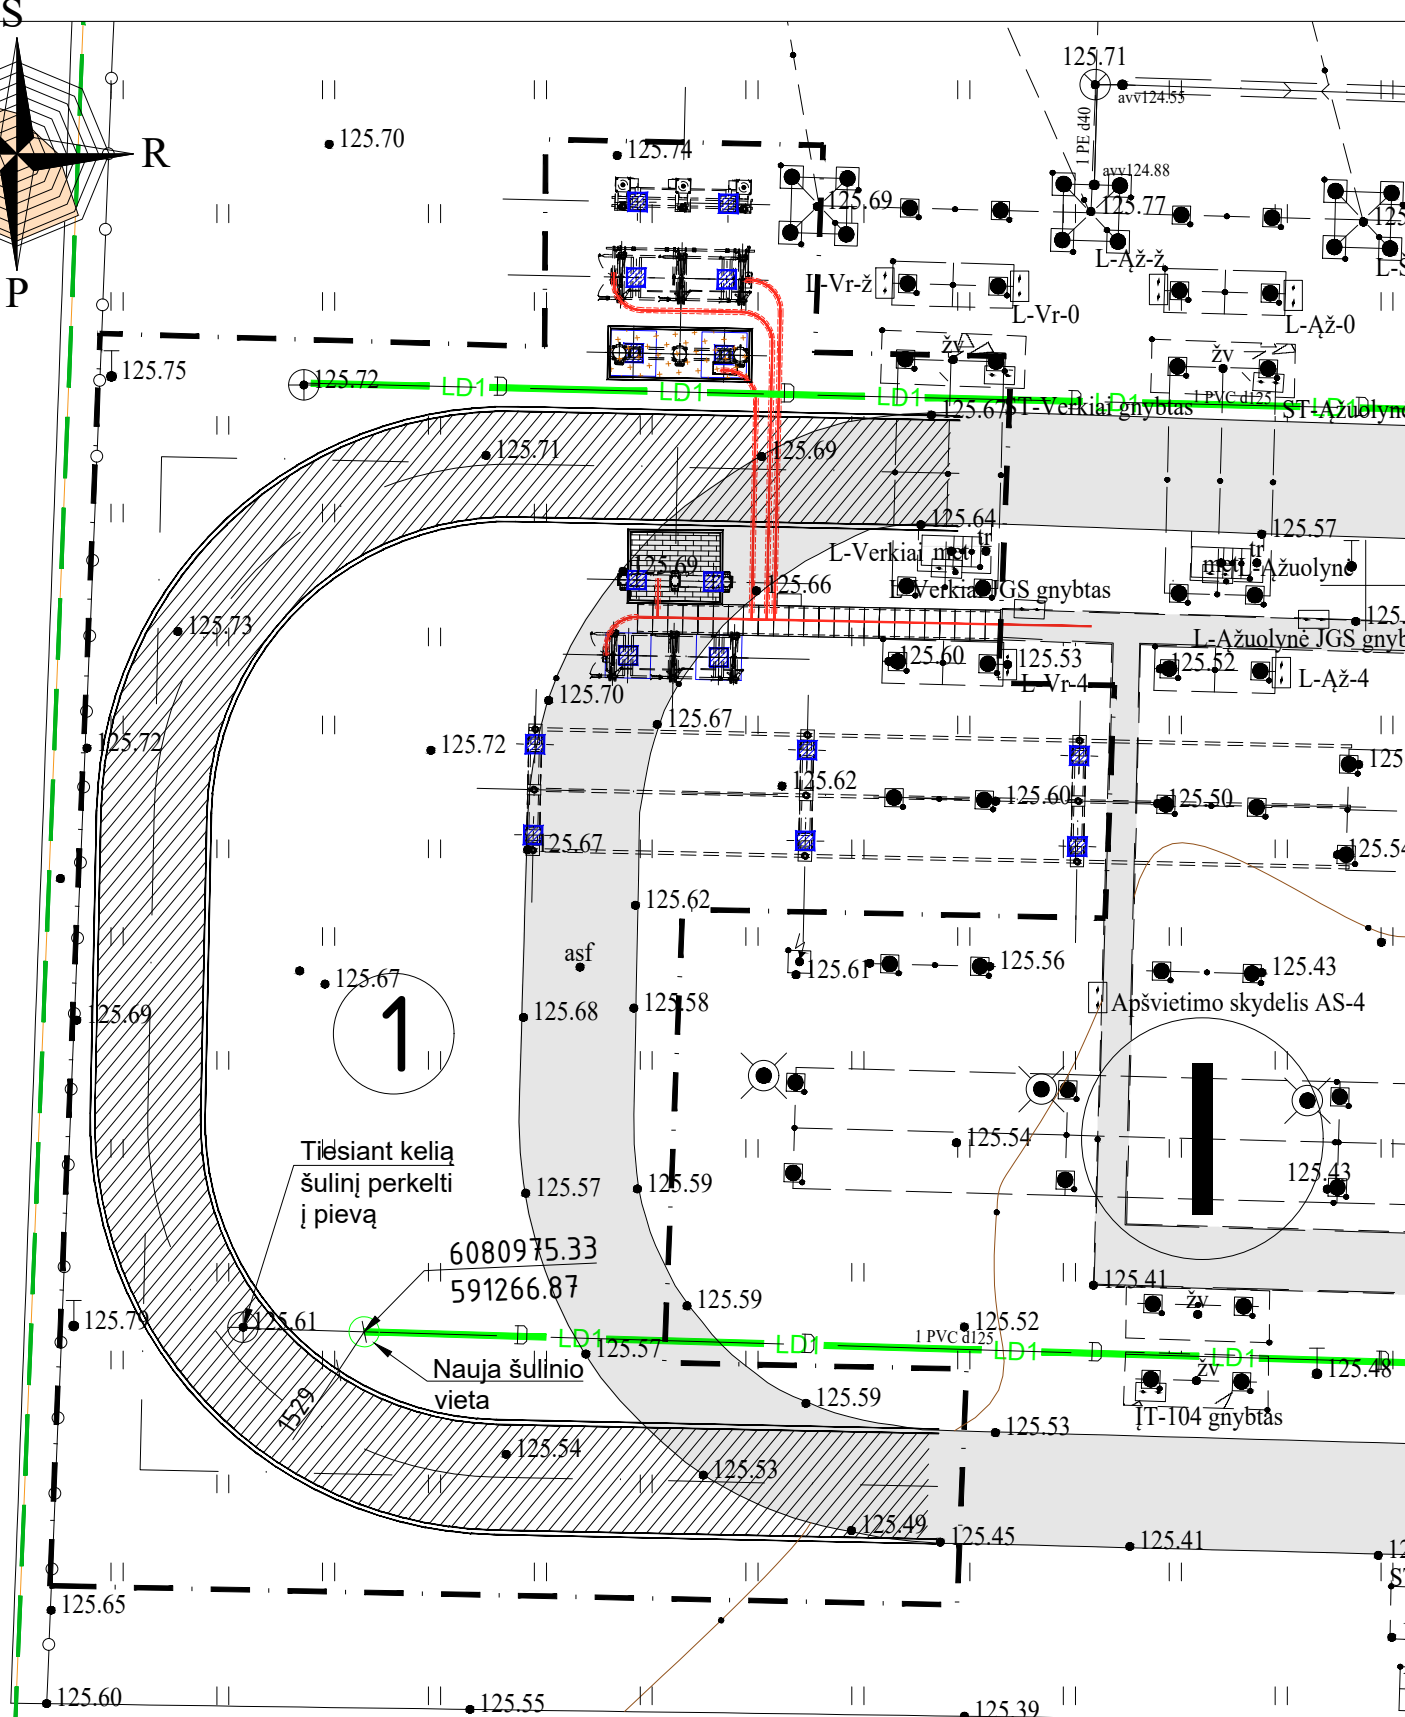 S
125.71
avv124.55
1 PE d40
R
125.70
125.74
avv124.88
125.69
125.77
P
L-Vr-ž
L-Až-ž
L-Vr-0
L-Až-0
žv
žv
125.75
125.72
LD1
D
LD1
D
LD1
D
LD1
1 PVC d125
LD1
125.67
ST-Verkiai gnybtas
ST-Ažuolyne
125.71
125.69
125.64
125.57
L-Verkiai met
tr
tr
met
L-Ąžuolynė
125.69
125.66
L-Verkiai JGS gnybtas
125.73
L-Ažuolynė JGS gnyb
125.60
125.53
125.52
L-Vr-4
L-Ąž-4
125.70
125.67
125.72
125.72
125.62
125.60
125.50
125.67
125.54
125.62
asf
125.67
125.61
125.56
125.43
125.69
125.68
125.58
Apšvietimo skydelis AS-4
1
I
125.54
Tiesiant kelią
šulinį perkelti
į pievą
125.57
125.59
125.43
6080975.33
591266.87
125.41
125.79
125.61
125.59
125.52
žv
D
LD1
125.57
LD1
D
1 PVC d125
LD1
D
LD1
D
Nauja šulinio
vieta
žv
125.48
1529
125.59
125.53
ĮT-104 gnybtas
125.54
125.53
125.49
125.45
125.41
125.65
125.60
125.55
125.39